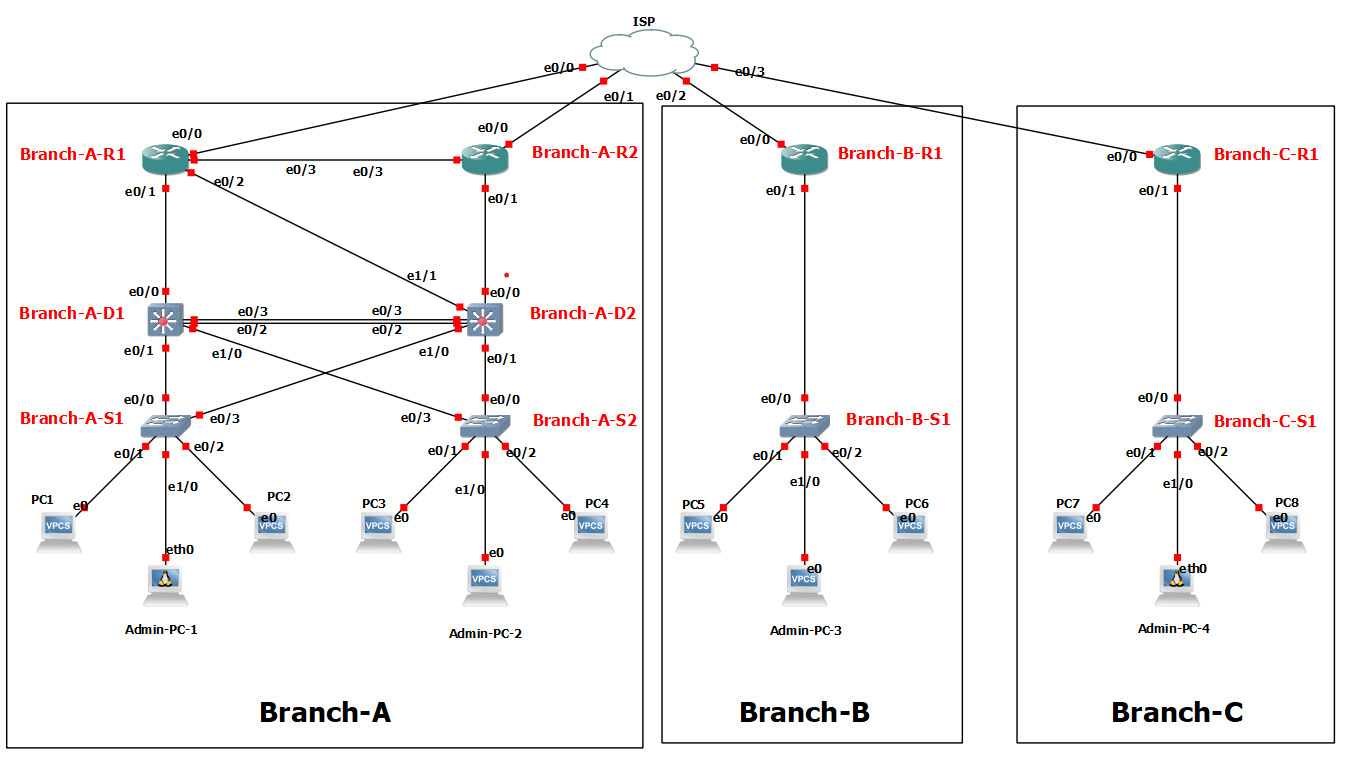 ISP
e0/0
e0/1
e0/2
e0/3
Branch-A-R1
e0/0
e0/3
e0/3
e0/2
e0/1
e0/0
Branch-A-R2
e0/1
e0/0
Branch-B-R1
e0/1
e0/0
Branch-C-R1
e0/1
e1/1
Branch-A-D1
e0/0
e0/3
e0/3
e0/2
e0/2
e0/0
Branch-A-D2
e0/1
e1/0
e1/0
e0/1
Branch-A-S1
e0/0
e0/3
e0/1
e0/2
e1/0
e0/3
e0/0
Branch-A-S2
e0/1
e0/2
e1/0
e0/0
Branch-B-S1
e0/1
e0/2
e1/0
e0/0
Branch-C-S1
e0/1
e0/2
e1/0
PC1
e0
VPCS
PC2
e0
VPCS
PC3
e0
VPCS
PC4
e0
VPCS
PC5
e0
VPCS
PC6
e0
VPCS
PC7
e0
VPCS
PC8
e0
VPCS
eth0
Admin-PC-1
e0
VPCS
Admin-PC-2
e0
VPCS
Admin-PC-3
eth0
Admin-PC-4
Branch-A
Branch-B
Branch-C